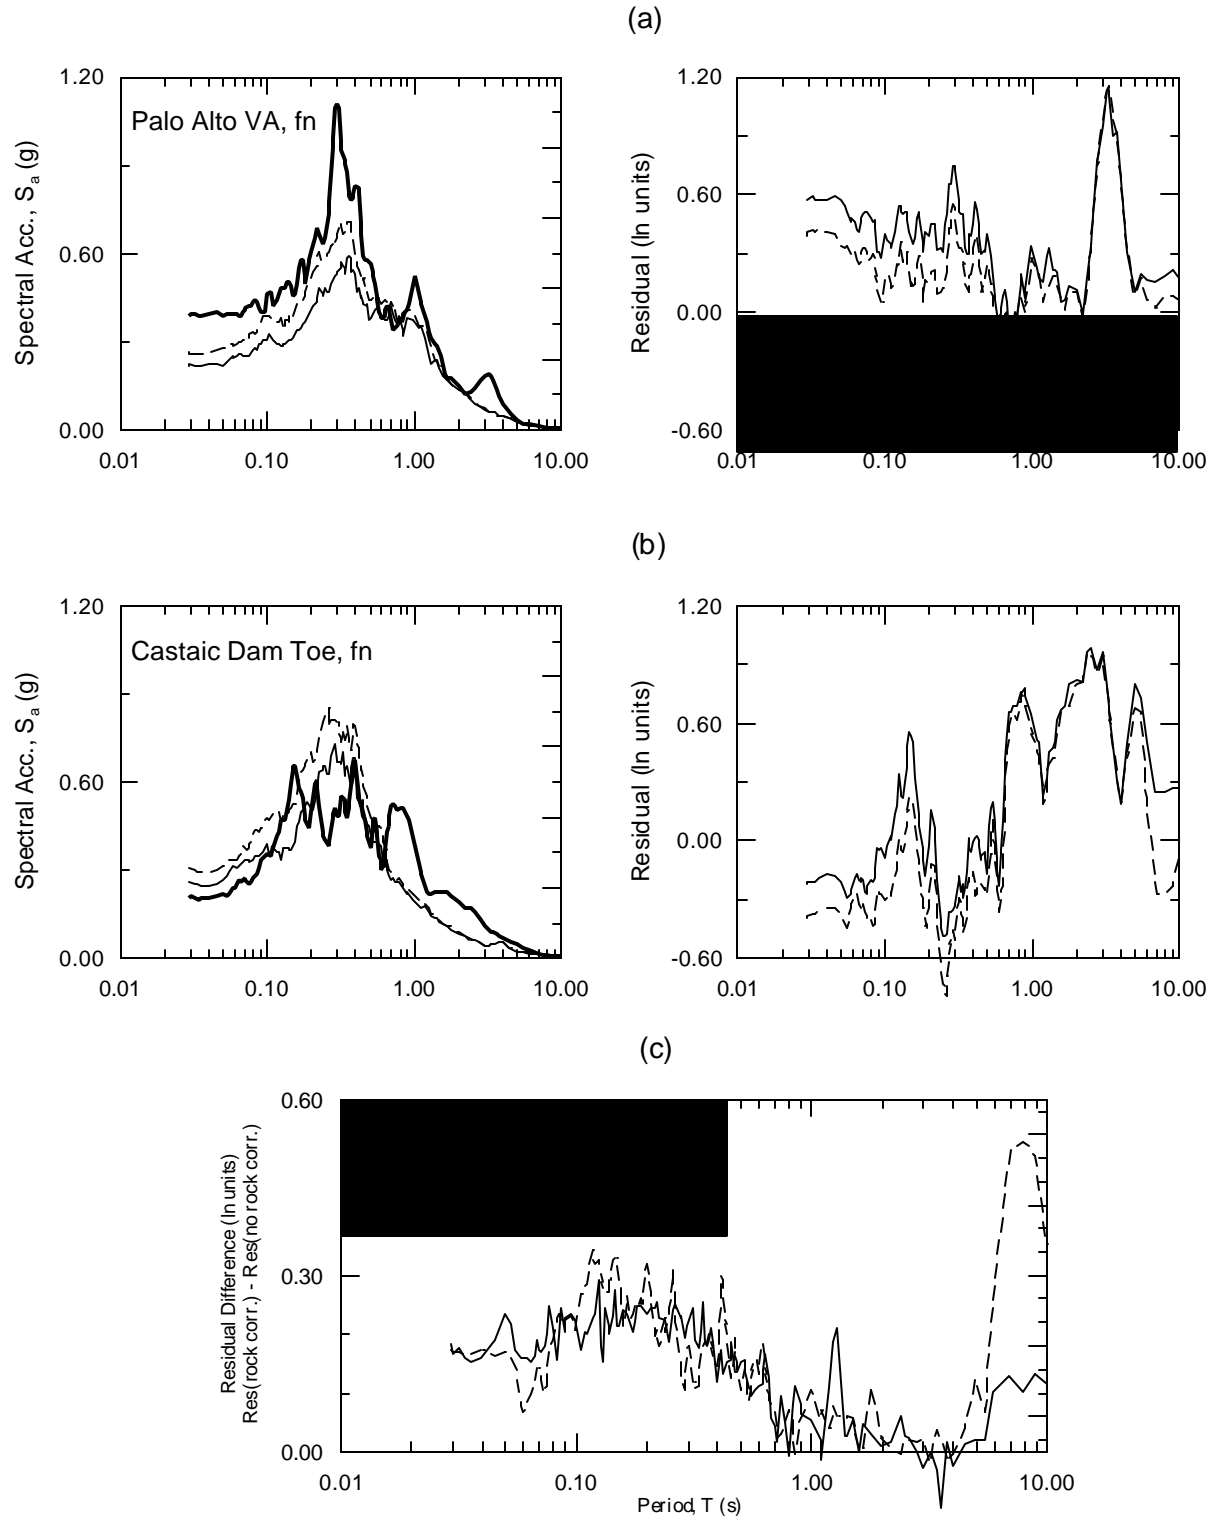 (a)
1.20
0.60
0.00
Spectral Acc., Sa (g)
Palo Alto VA, fn
0.01 0.10 1.00 10.00
1.20
0.60
0.00
-0.60
Residual (ln units)
0.01 0.10 1.00 10.00
(b)
1.20
0.60
0.00
Spectral Acc., Sa (g)
Castaic Dam Toe, fn
0.01 0.10 1.00 10.00
1.20
0.60
0.00
-0.60
Residual (ln units)
0.01 0.10 1.00 10.00
(c)
0.60
0.30
0.00
Residual Difference (ln units)
Res(rock corr.) - Res(no rock corr.)
0.01 0.10 1.00 10.00
Period, T (s)